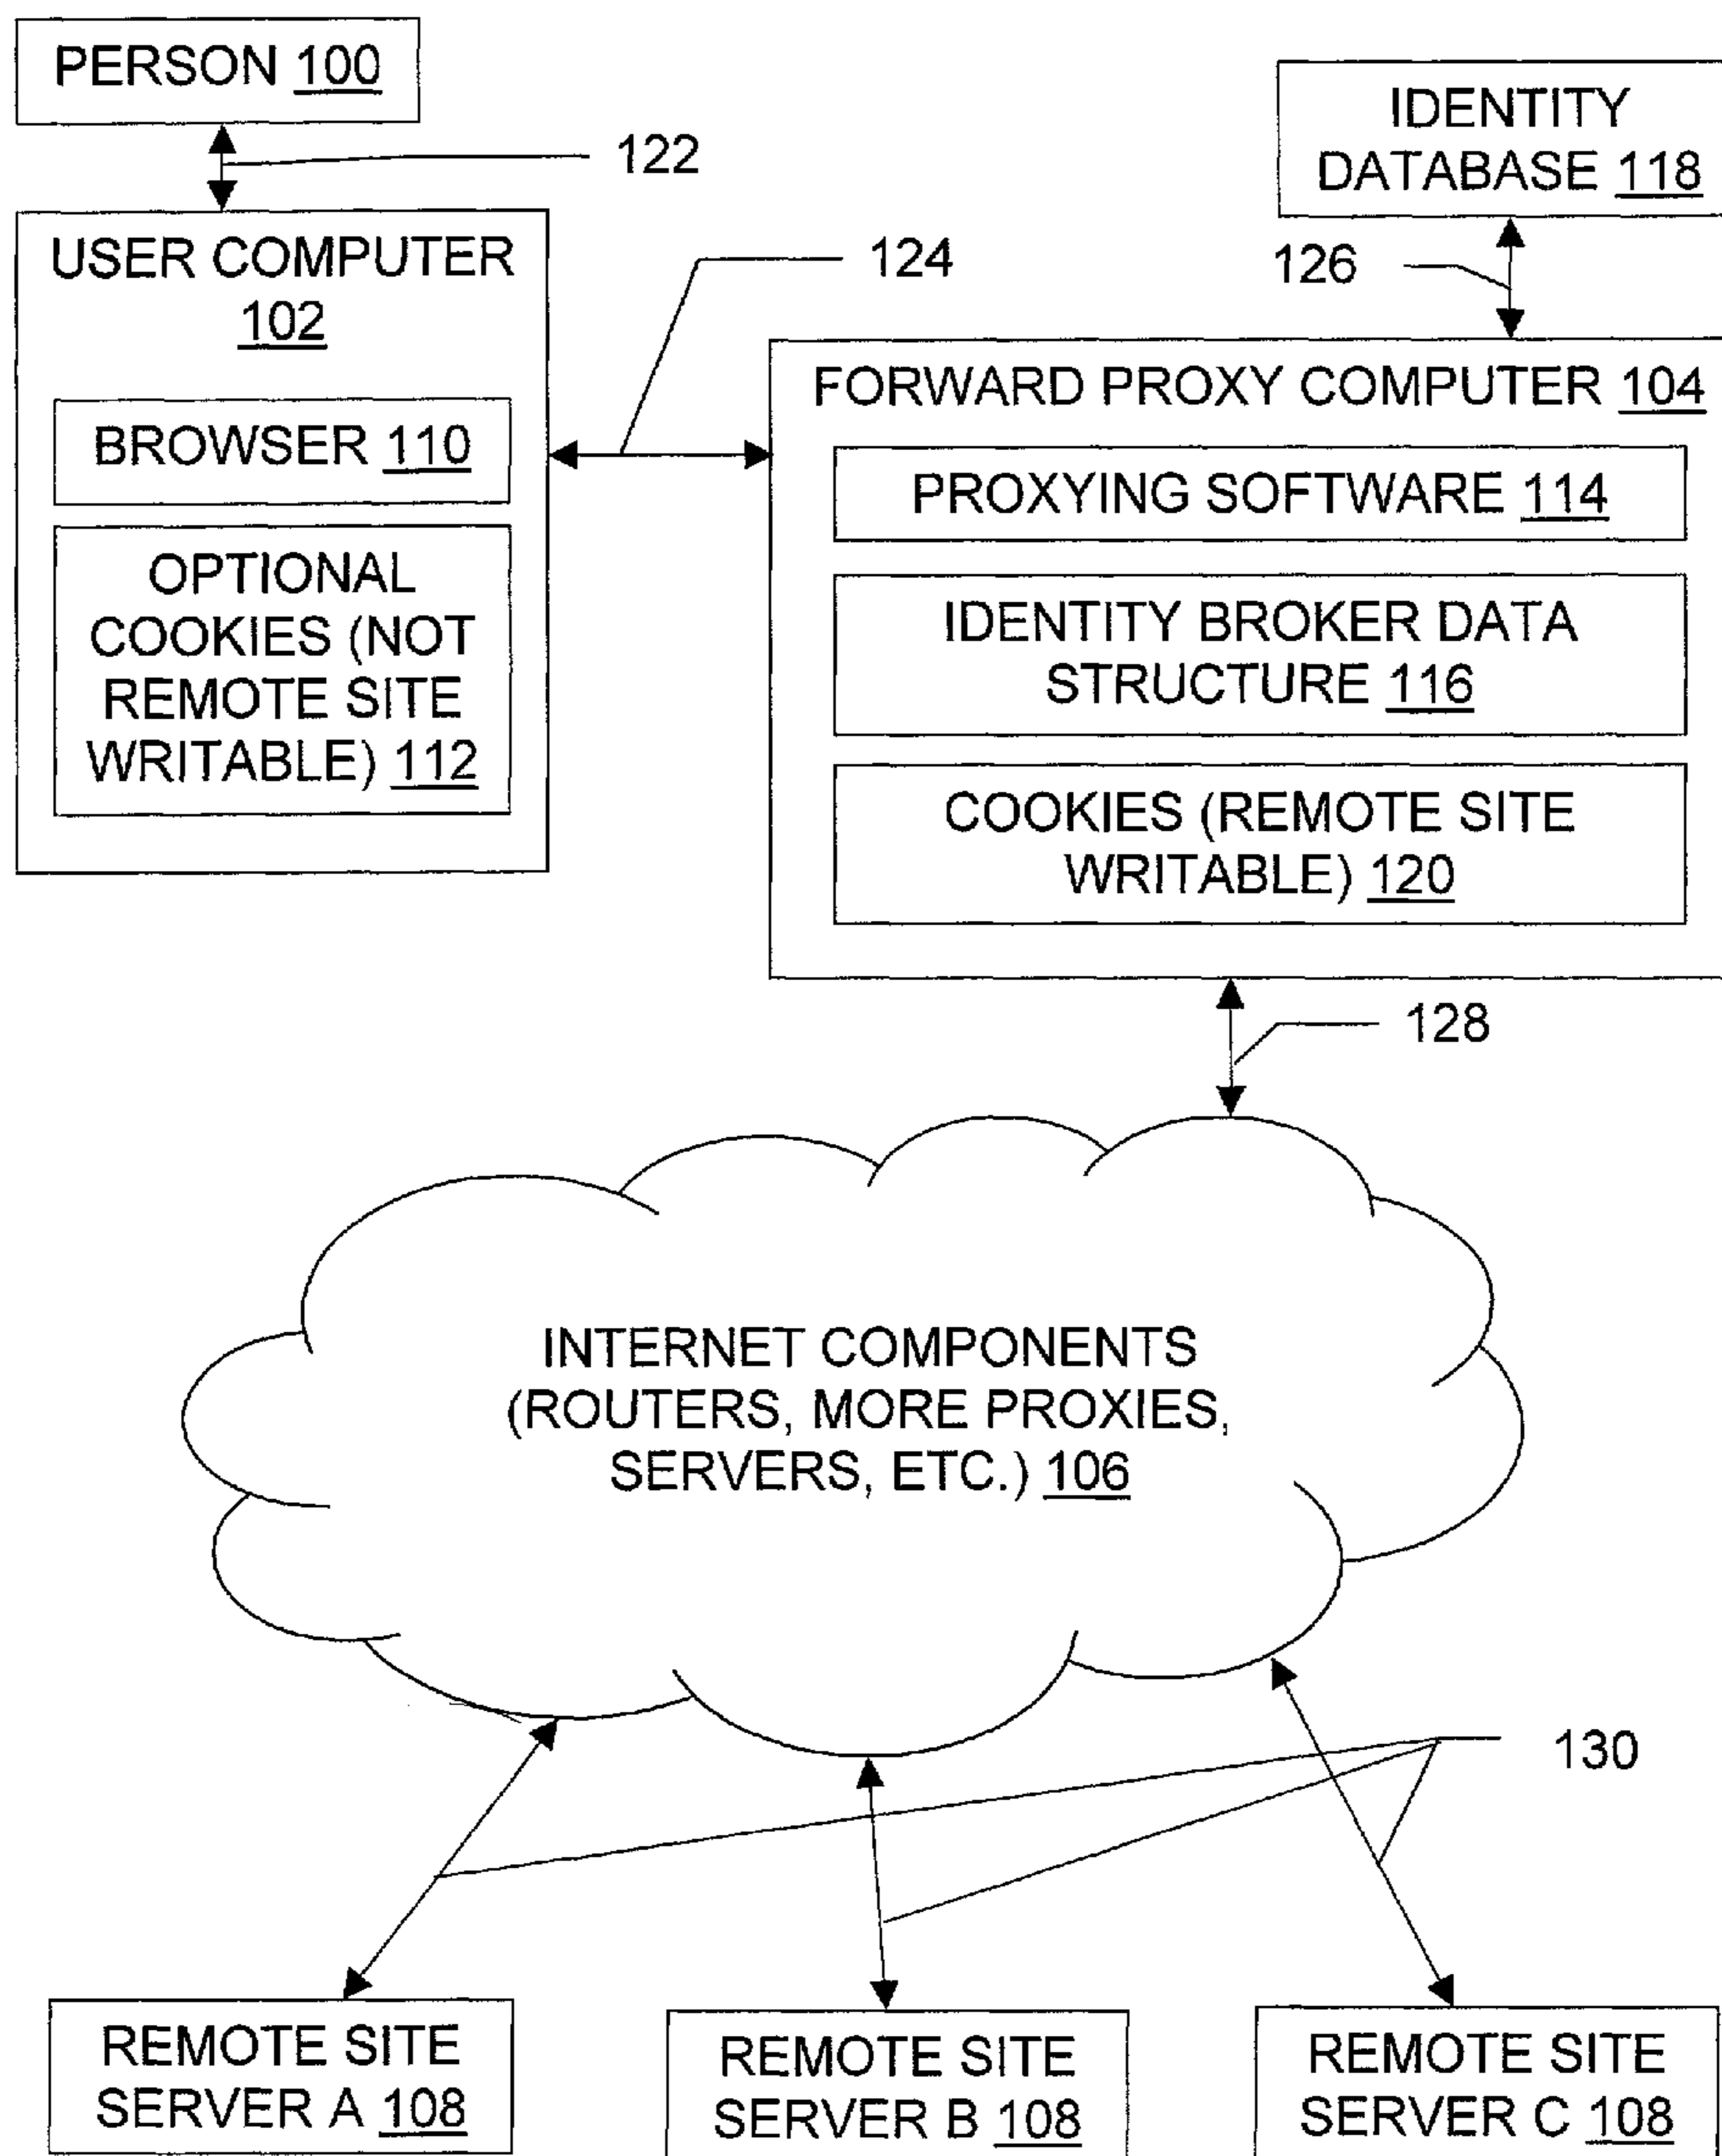 PERSON 100
122
IDENTITY
DATABASE 118
126
USER COMPUTER
102
BROWSER 110
OPTIONAL
COOKIES (NOT
REMOTE SITE
WRITABLE) 112
124
FORWARD PROXY COMPUTER 104
PROXYING SOFTWARE 114
IDENTITY BROKER DATA
STRUCTURE 116
COOKIES (REMOTE SITE
WRITABLE) 120
128
INTERNET COMPONENTS
(ROUTERS, MORE PROXIES,
SERVERS, ETC.) 106
130
REMOTE SITE
SERVER A 108
REMOTE SITE
SERVER B 108
REMOTE SITE
SERVER C 108